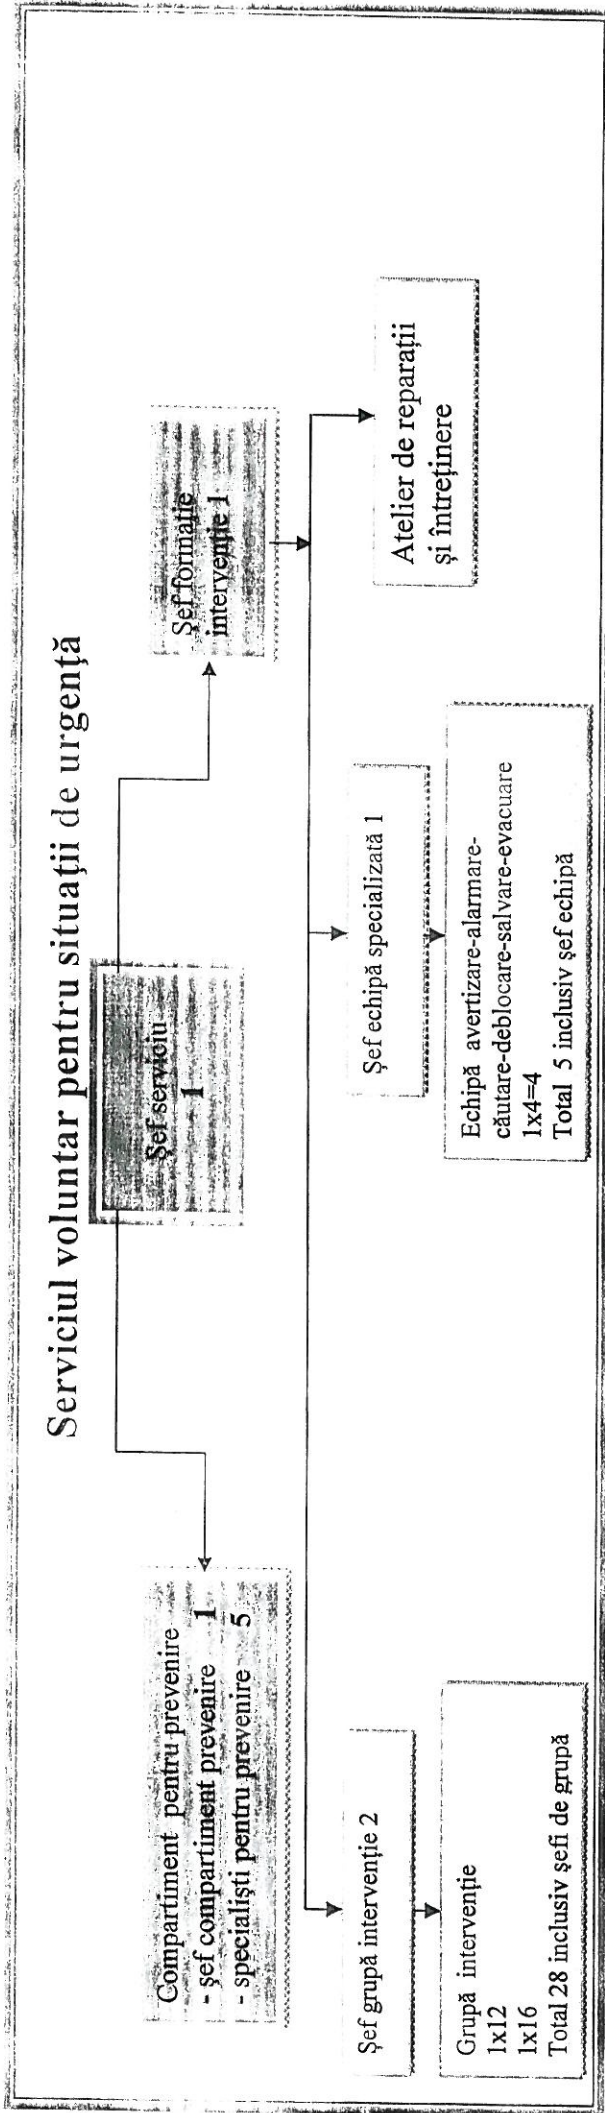 Serviciul voluntar pentru situații de urgență
Șef serviciu
1
Compartiment pentru prevenire
- șef compartiment prevenire 1
- specialiști pentru prevenire 5
Șef formație
intervenție 1
Șef grupă intervenție 2
Grupă intervenție
1x12
1x16
Total 28 inclusiv șefi de grupă
Șef echipă specializată 1
Echipă avertizare-alarmare-
căutare-deblocare-salvare-evacuare
1x4=4
Total 5 inclusiv șef echipă
Atelier de reparații
și întreținere